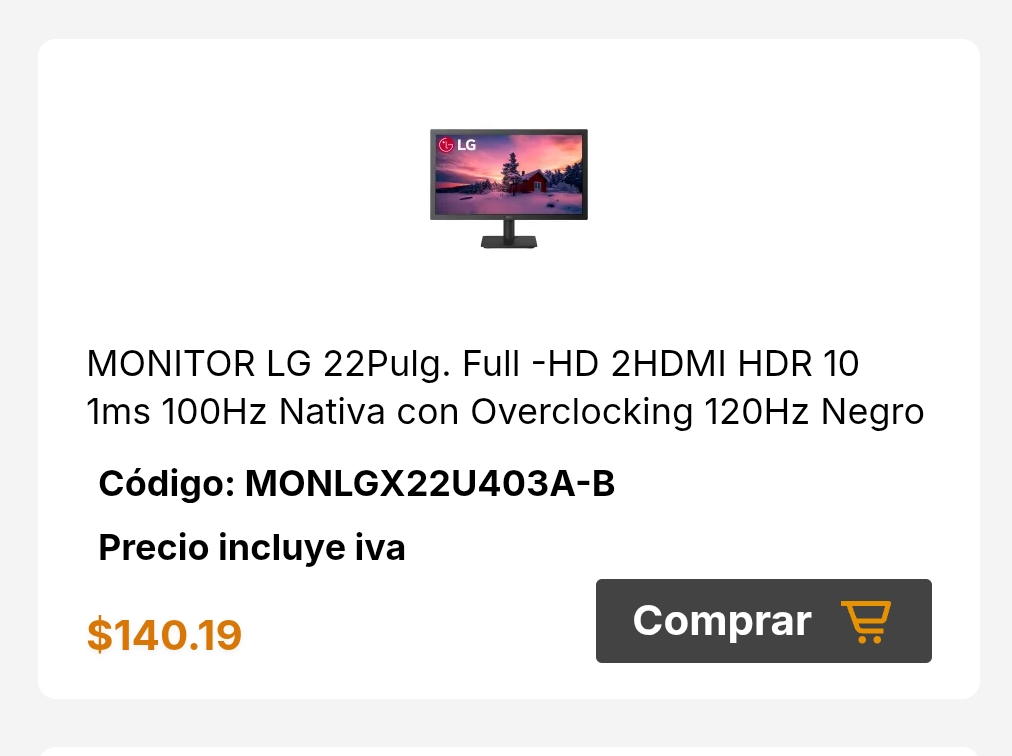 LG
MONITOR LG 22Pulg. Full -HD 2HDMI HDR 10
1ms 100Hz Nativa con Overclocking 120Hz Negro
Código: MONLGX22U403A-B
Precio incluye iva
$140.19
Comprar